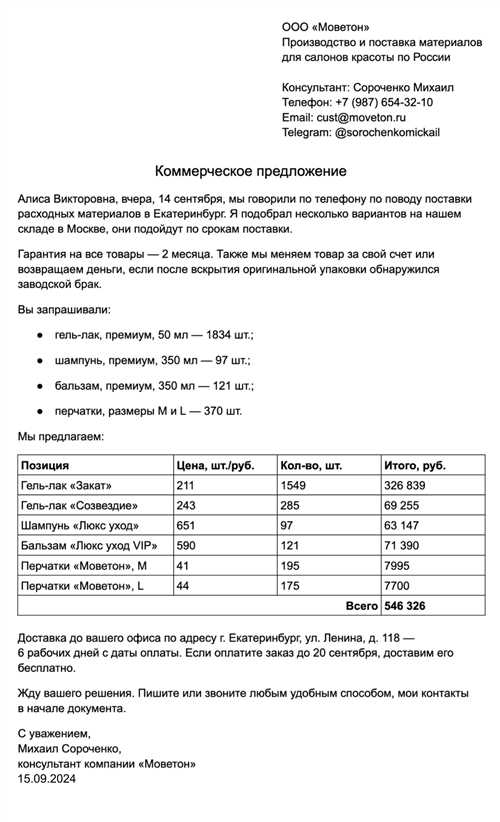 ООО «Моветон»
Производство и поставка материалов
для салонов красоты по России
Консультант: Сороченко Михаил
Телефон: +7 (987) 654-32-10
Email: cust@moveton.ru
Telegram: @sorochenkomickail
Коммерческое предложение
Алиса Викторовна, вчера, 14 сентября, мы говорили по телефону по поводу поставки
расходных материалов в Екатеринбург. Я подобрал несколько вариантов на нашем
складе в Москве, они подойдут по срокам поставки.
Гарантия на все товары — 2 месяца. Также мы меняем товар за свой счет или
возвращаем деньги, если после вскрытия оригинальной упаковки обнаружился
заводской брак.
Вы запрашивали:
● гель-лак, премиум, 50 мл — 1834 шт.;
● шампунь, премиум, 350 мл — 97 шт.;
● бальзам, премиум, 350 мл — 121 шт.;
● перчатки, размеры M и L — 370 шт.
Мы предлагаем:
Позиция Цена, шт./руб. Кол-во, шт. Итого, руб.
Гель-лак «Закат» 211 1549 326 839
Гель-лак «Созвездие» 243 285 69 255
Шампунь «Люкс уход» 651 97 63 147
Бальзам «Люкс уход VIP» 590 121 71 390
Перчатки «Моветон», M 41 195 7995
Перчатки «Моветон», L 44 175 7700
Всего 546 326
Доставка до вашего офиса по адресу г. Екатеринбург, ул. Ленина, д. 118 —
6 рабочих дней с даты оплаты. Если оплатите заказ до 20 сентября, доставим его
бесплатно.
Жду вашего решения. Пишите или звоните любым удобным способом, мои контакты
в начале документа.
С уважением,
Михаил Сороченко,
консультант компании «Моветон»
15.09.2024